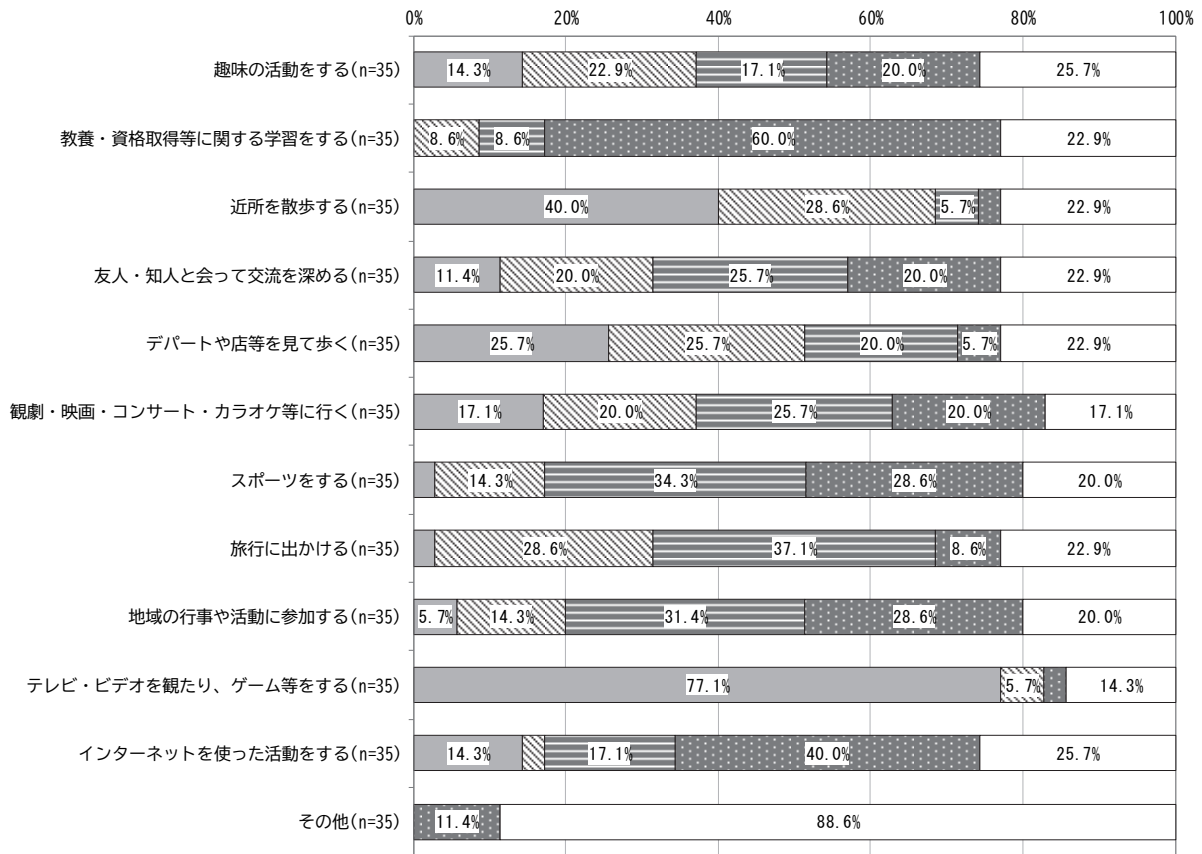 0% 20% 40% 60% 80% 100%
趣味の活動をする(n=35) 14.3% 22.9% 17.1% 20.0% 25.7%
教養・資格取得等に関する学習をする(n=35) 8.6% 8.6% 60.0% 22.9%
近所を散歩する(n=35) 40.0% 28.6% 5.7% 22.9%
友人・知人と会って交流を深める(n=35) 11.4% 20.0% 25.7% 20.0% 22.9%
デパートや店等を見て歩く(n=35) 25.7% 25.7% 20.0% 5.7% 22.9%
観劇・映画・コンサート・カラオケ等に行く(n=35) 17.1% 20.0% 25.7% 20.0% 17.1%
スポーツをする(n=35) 14.3% 34.3% 28.6% 20.0%
旅行に出かける(n=35) 28.6% 37.1% 8.6% 22.9%
地域の行事や活動に参加する(n=35) 5.7% 14.3% 31.4% 28.6% 20.0%
テレビ・ビデオを観たり、ゲーム等をする(n=35) 77.1% 5.7% 14.3%
インターネットを使った活動をする(n=35) 14.3% 17.1% 40.0% 25.7%
その他(n=35) 11.4% 88.6%